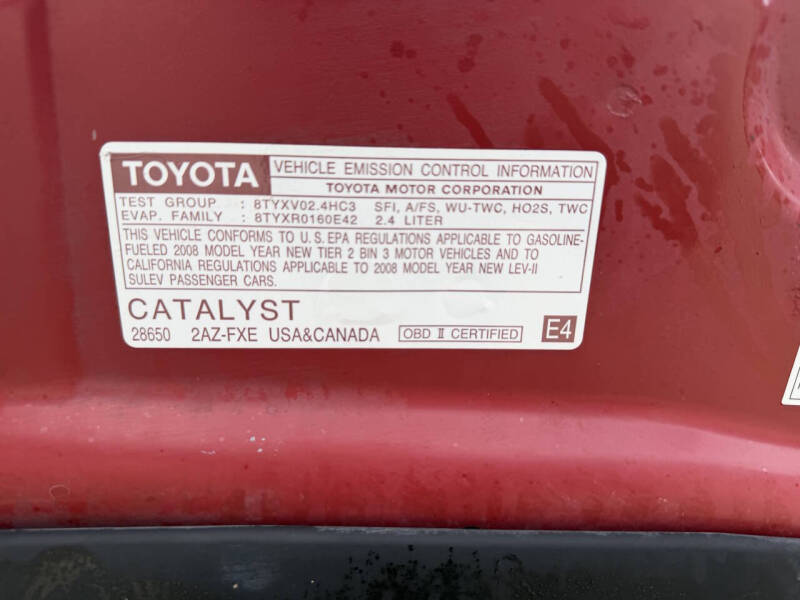 TOYOTA VEHICLE EMISSION CONTROL INFORMATION
TOYOTA MOTOR CORPORATION
TEST GROUP : 8TYXV02.4HC3 SFI, A/FS, WU-TWC, HO2S, TWC
EVAP. FAMILY : 8TYXR0160E42 2.4 LITER
THIS VEHICLE CONFORMS TO U.S. EPA REGULATIONS APPLICABLE TO GASOLINE-
FUELED 2008 MODEL YEAR NEW TIER 2 BIN 3 MOTOR VEHICLES AND TO
CALIFORNIA REGULATIONS APPLICABLE TO 2008 MODEL YEAR NEW LEV-II
SULEV PASSENGER CARS.
CATALYST
28650 2AZ-FXE USA&CANADA OBD II CERTIFIED E4